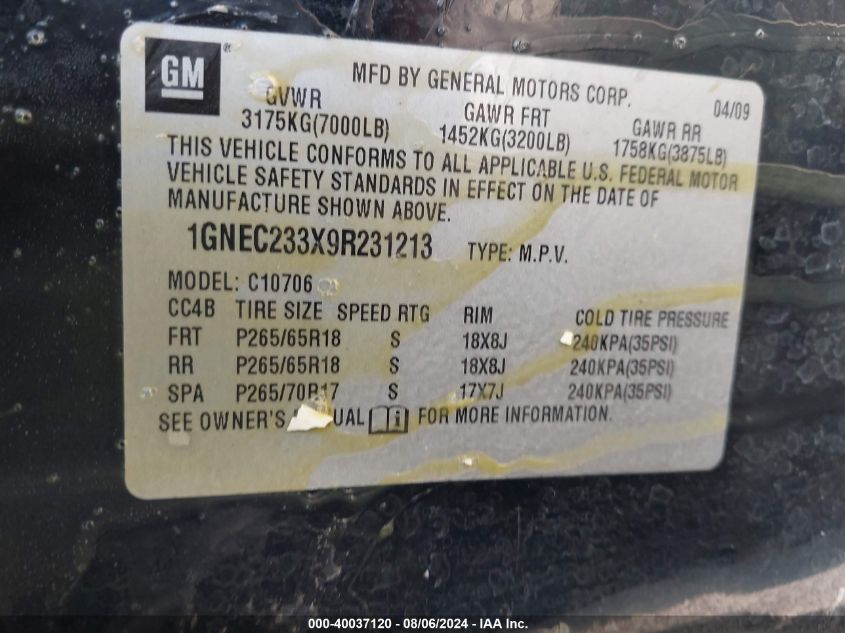 GM ®
MFD BY GENERAL MOTORS CORP. 04/09
GVWR GAWR FRT GAWR RR
3175KG(7000LB) 1452KG(3200LB) 1758KG(3875LB)
THIS VEHICLE CONFORMS TO ALL APPLICABLE U.S. FEDERAL MOTOR
VEHICLE SAFETY STANDARDS IN EFFECT ON THE DATE OF
MANUFACTURE SHOWN ABOVE.
1GNEC233X9R231213 TYPE: M.P.V.
MODEL: C10706
CC4B TIRE SIZE SPEED RTG RIM COLD TIRE PRESSURE
FRT P265/65R18 S 18X8J 240KPA(35PSI)
RR P265/65R18 S 18X8J 240KPA(35PSI)
SPA P265/70R17 S 17X7J 240KPA(35PSI)
SEE OWNER'S UAL i FOR MORE INFORMATION.
000-40037120 - 08/06/2024 - IAA Inc.